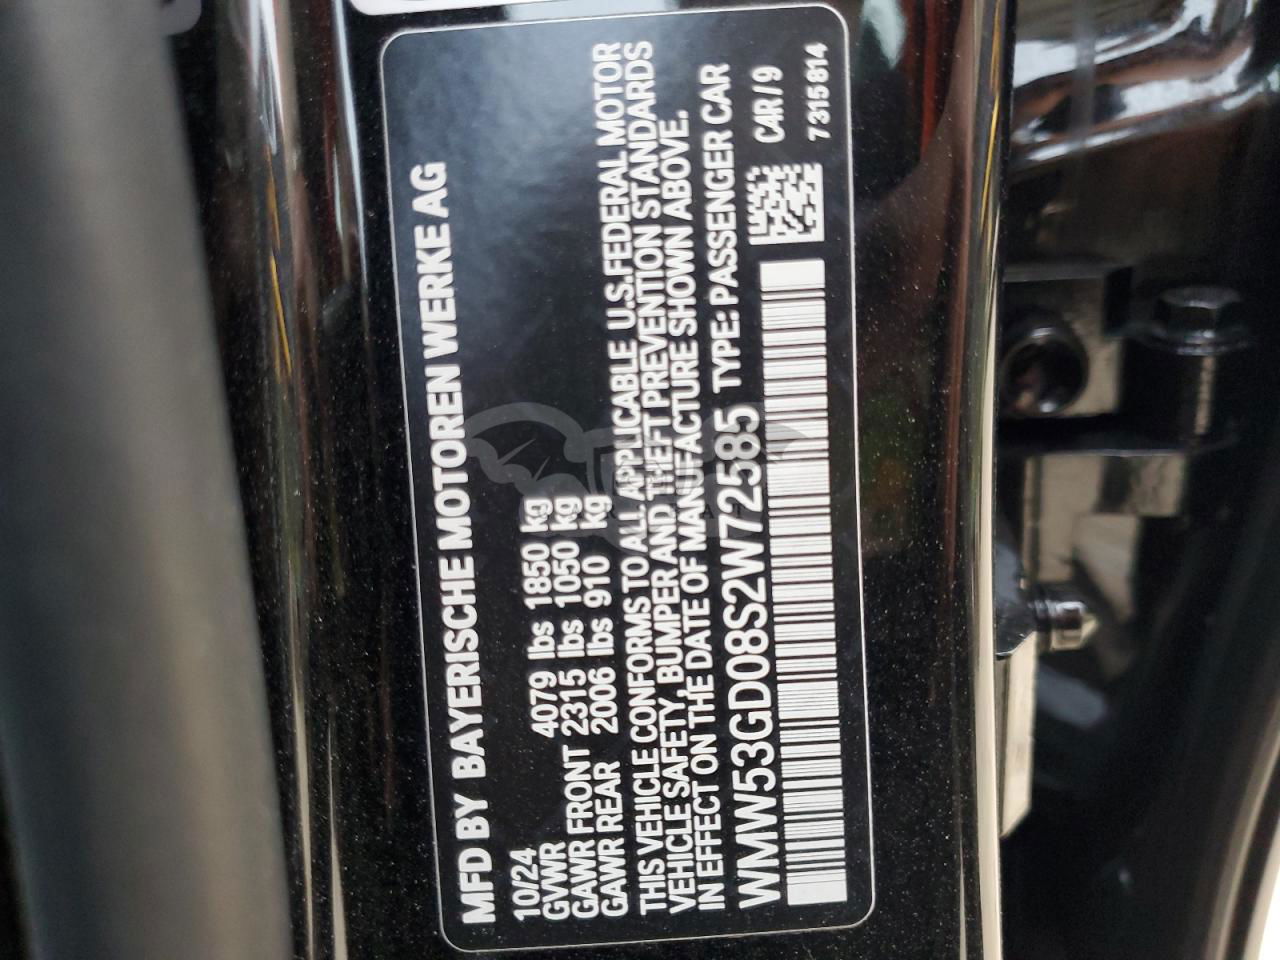 MFD BY BAYERISCHE MOTOREN WERKE AG
10/24
GVWR 4079 lbs 1850 kg
GAWR FRONT 2315 lbs 1050 kg
GAWR REAR 2006 lbs 910 kg
THIS VEHICLE CONFORMS TO ALL APPLICABLE U.S.FEDERAL MOTOR
VEHICLE SAFETY, BUMPER AND THEFT PREVENTION STANDARDS
IN EFFECT ON THE DATE OF MANUFACTURE SHOWN ABOVE.
WMW53GD08S2W72585 TYPE: PASSENGER CAR
C4R / 9
7315814